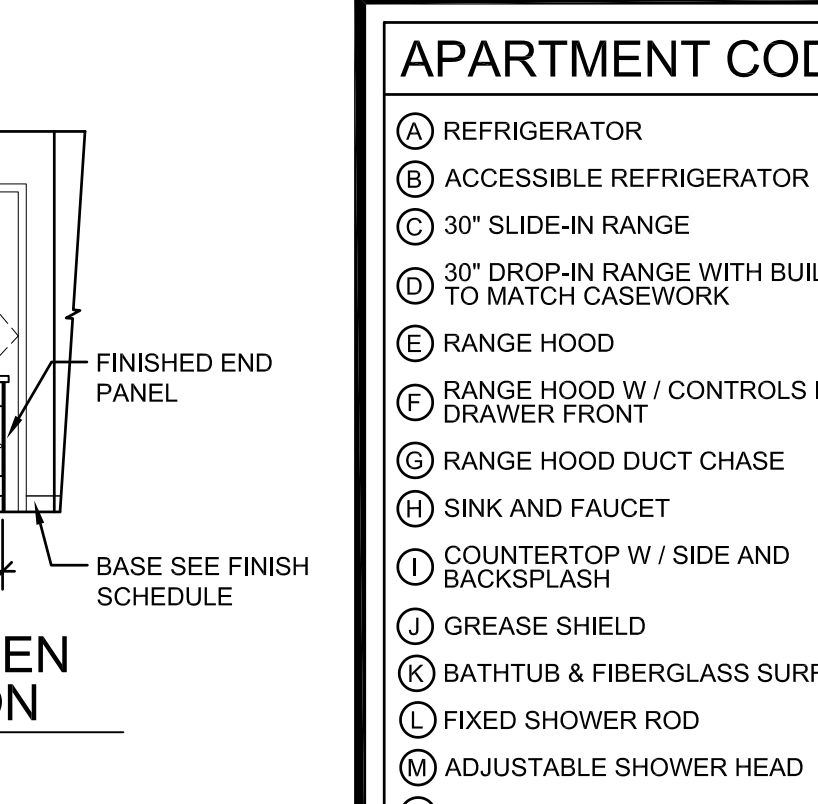 FINISHED END
PANEL
BASE SEE FINISH
SCHEDULE
EN
ON
APARTMENT COD
A REFRIGERATOR
B ACCESSIBLE REFRIGERATOR
C 30" SLIDE-IN RANGE
D 30" DROP-IN RANGE WITH BUIL
TO MATCH CASEWORK
E RANGE HOOD
F RANGE HOOD W / CONTROLS
DRAWER FRONT
G RANGE HOOD DUCT CHASE
H SINK AND FAUCET
I COUNTERTOP W / SIDE AND
BACKSPLASH
J GREASE SHIELD
K BATHTUB & FIBERGLASS SURR
L FIXED SHOWER ROD
M ADJUSTABLE SHOWER HEAD